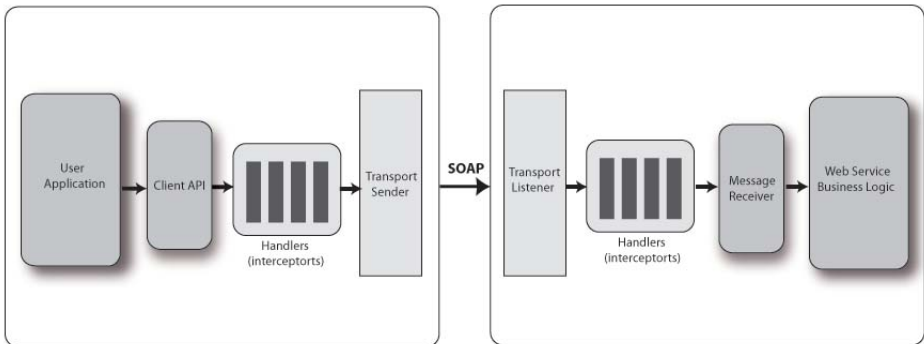 User
Application
Client API
Handlers
(interceptorts)
Transport
Sender
SOAP
Transport
Listener
Handlers
(interceptorts)
Message
Receiver
Web Service
Business Logic